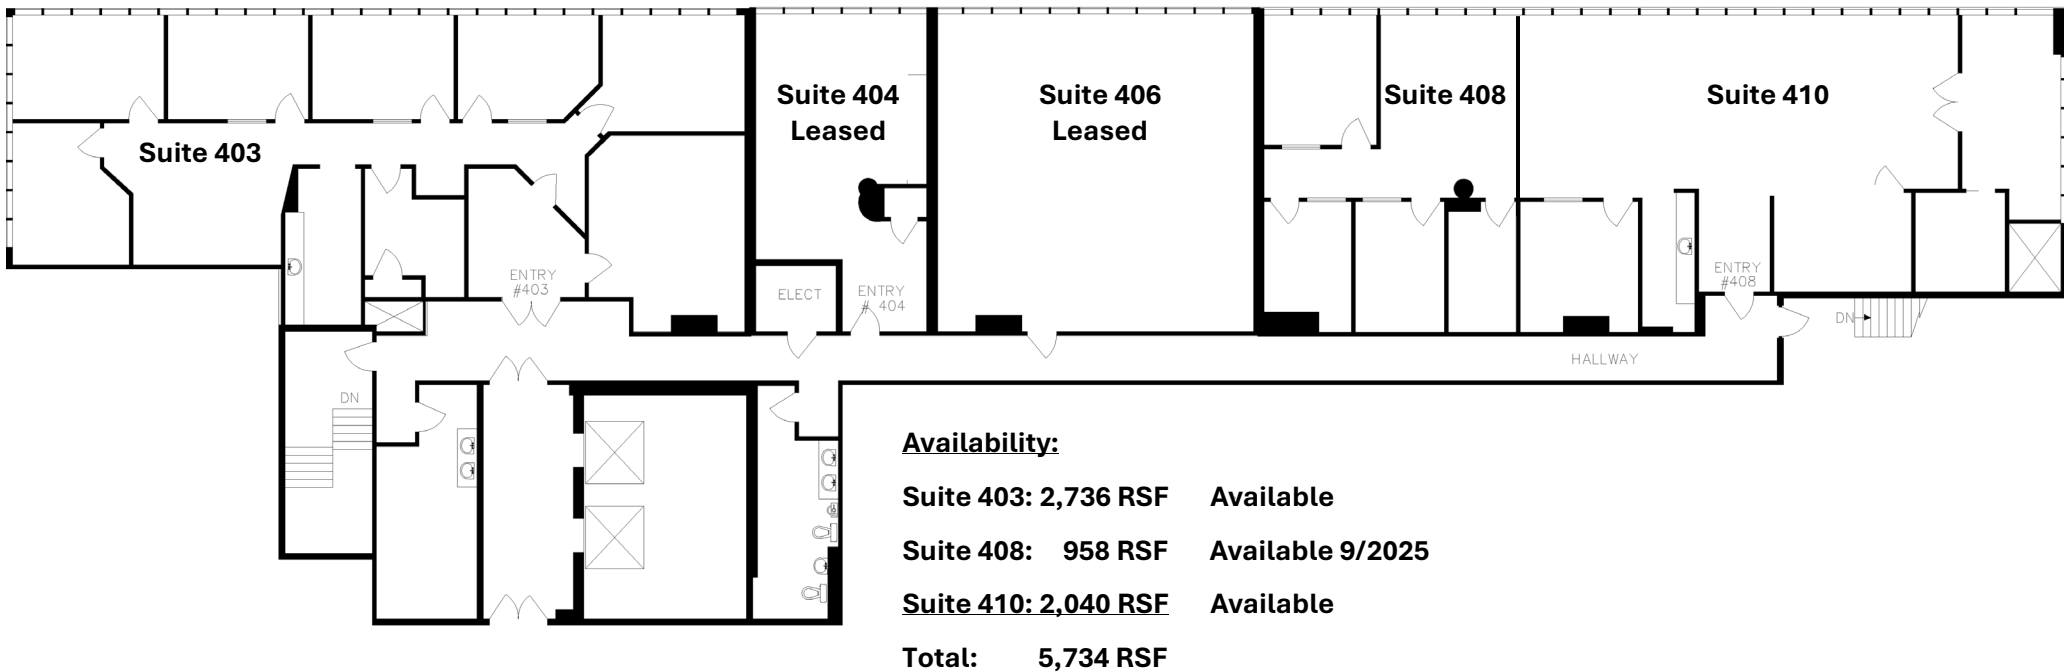 Suite 403
Suite 404
Leased
Suite 406
Leased
Suite 408
Suite 410
ENTRY
#403
ELECT
ENTRY
# 404
ENTRY
#408
DN
HALLWAY
DN
Availability:
Suite 403: 2,736 RSF Available
Suite 408: 958 RSF Available 9/2025
Suite 410: 2,040 RSF Available
Total: 5,734 RSF